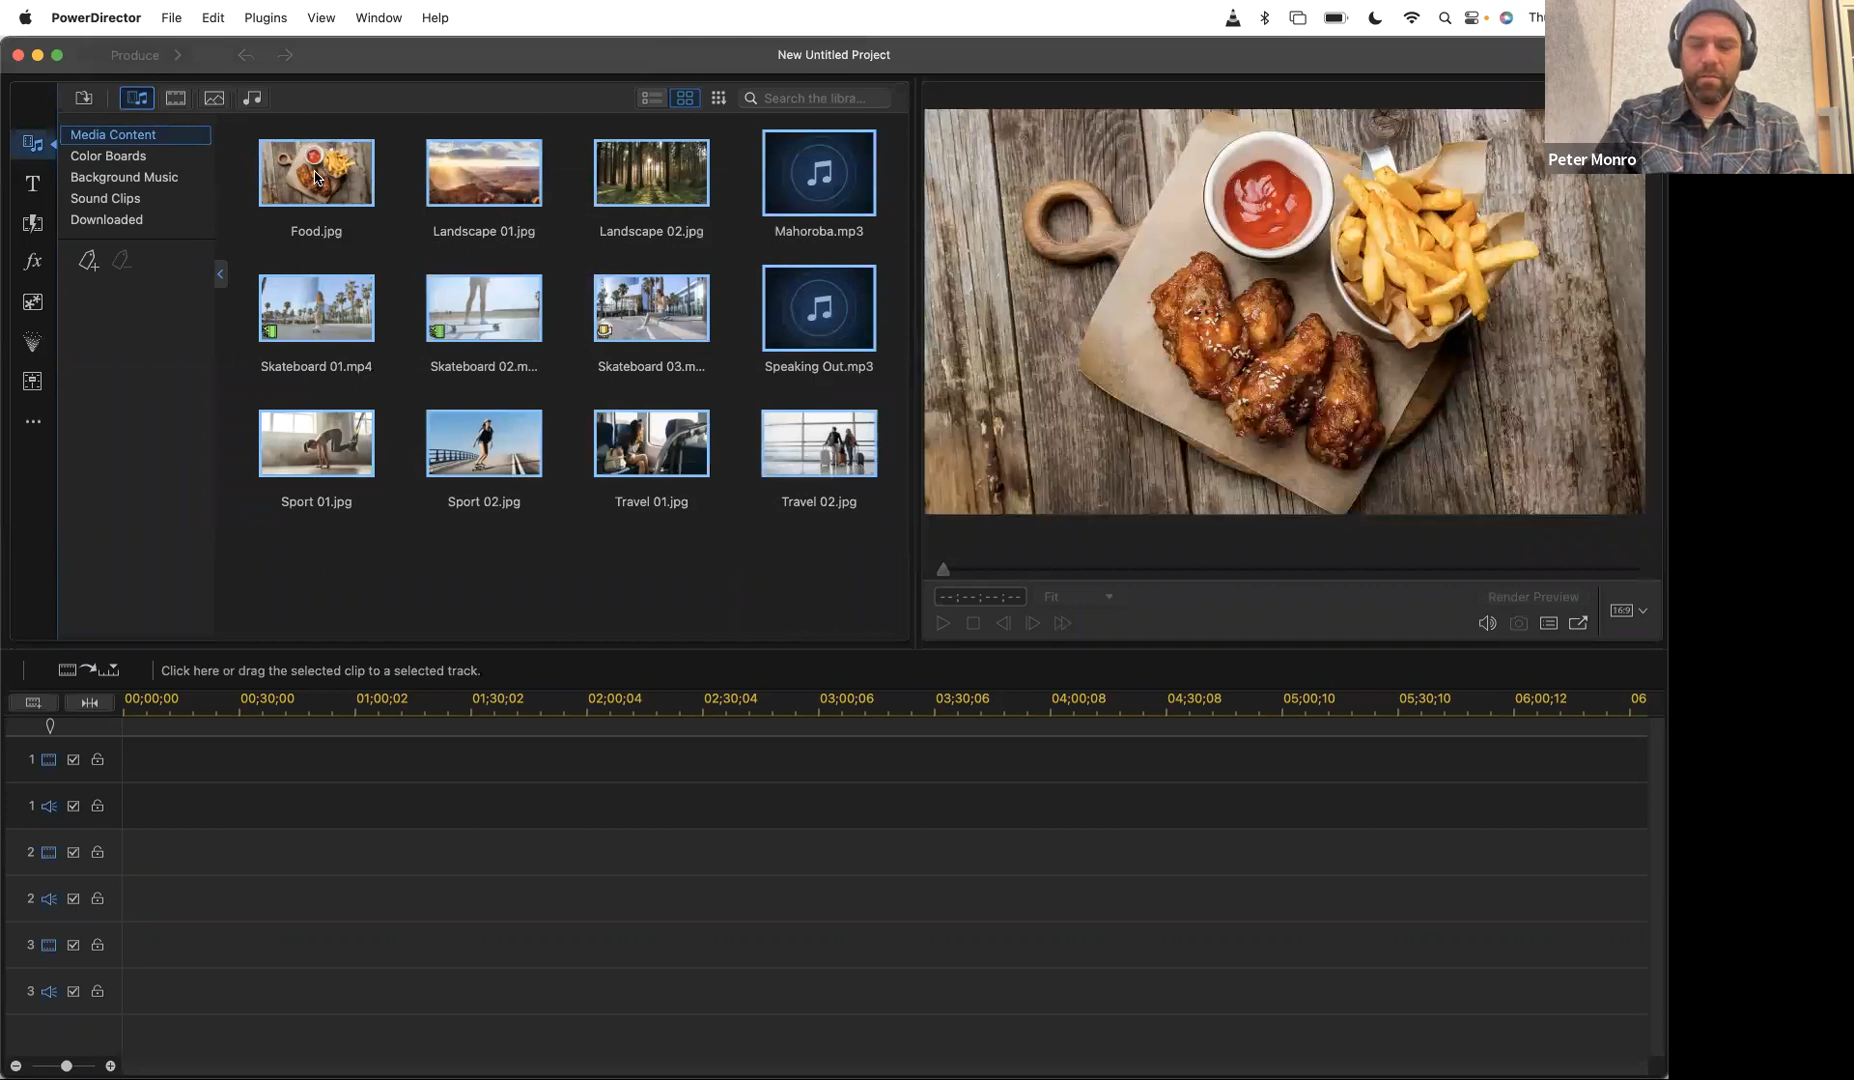 PowerDirector File Edit Plugins View Window Help
Produce
New Untitled Project
Search the libra...
Media Content
Color Boards
Background Music
Sound Clips
Downloaded
T
fx
Food.jpg
Landscape 01.jpg
Landscape 02.jpg
Mahoroba.mp3
Skateboard 01.mp4
Skateboard 02.m...
Skateboard 03.m...
Speaking Out.mp3
Sport 01.jpg
Sport 02.jpg
Travel 01.jpg
Travel 02.jpg
Peter Monro
--;--;--;--
Fit
Render Preview
16:9
Click here or drag the selected clip to a selected track.
00;00;00 00;30;00 01;00;02 01;30;02 02;00;04 02;30;04 03;00;06 03;30;06 04;00;08 04;30;08 05;00;10 05;30;10 06;00;12 06
1
1
2
2
3
3